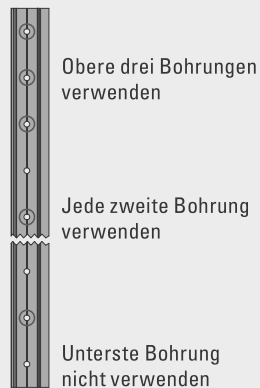 Obere drei Bohrungen
verwenden
Jede zweite Bohrung
verwenden
Unterste Bohrung
nicht verwenden